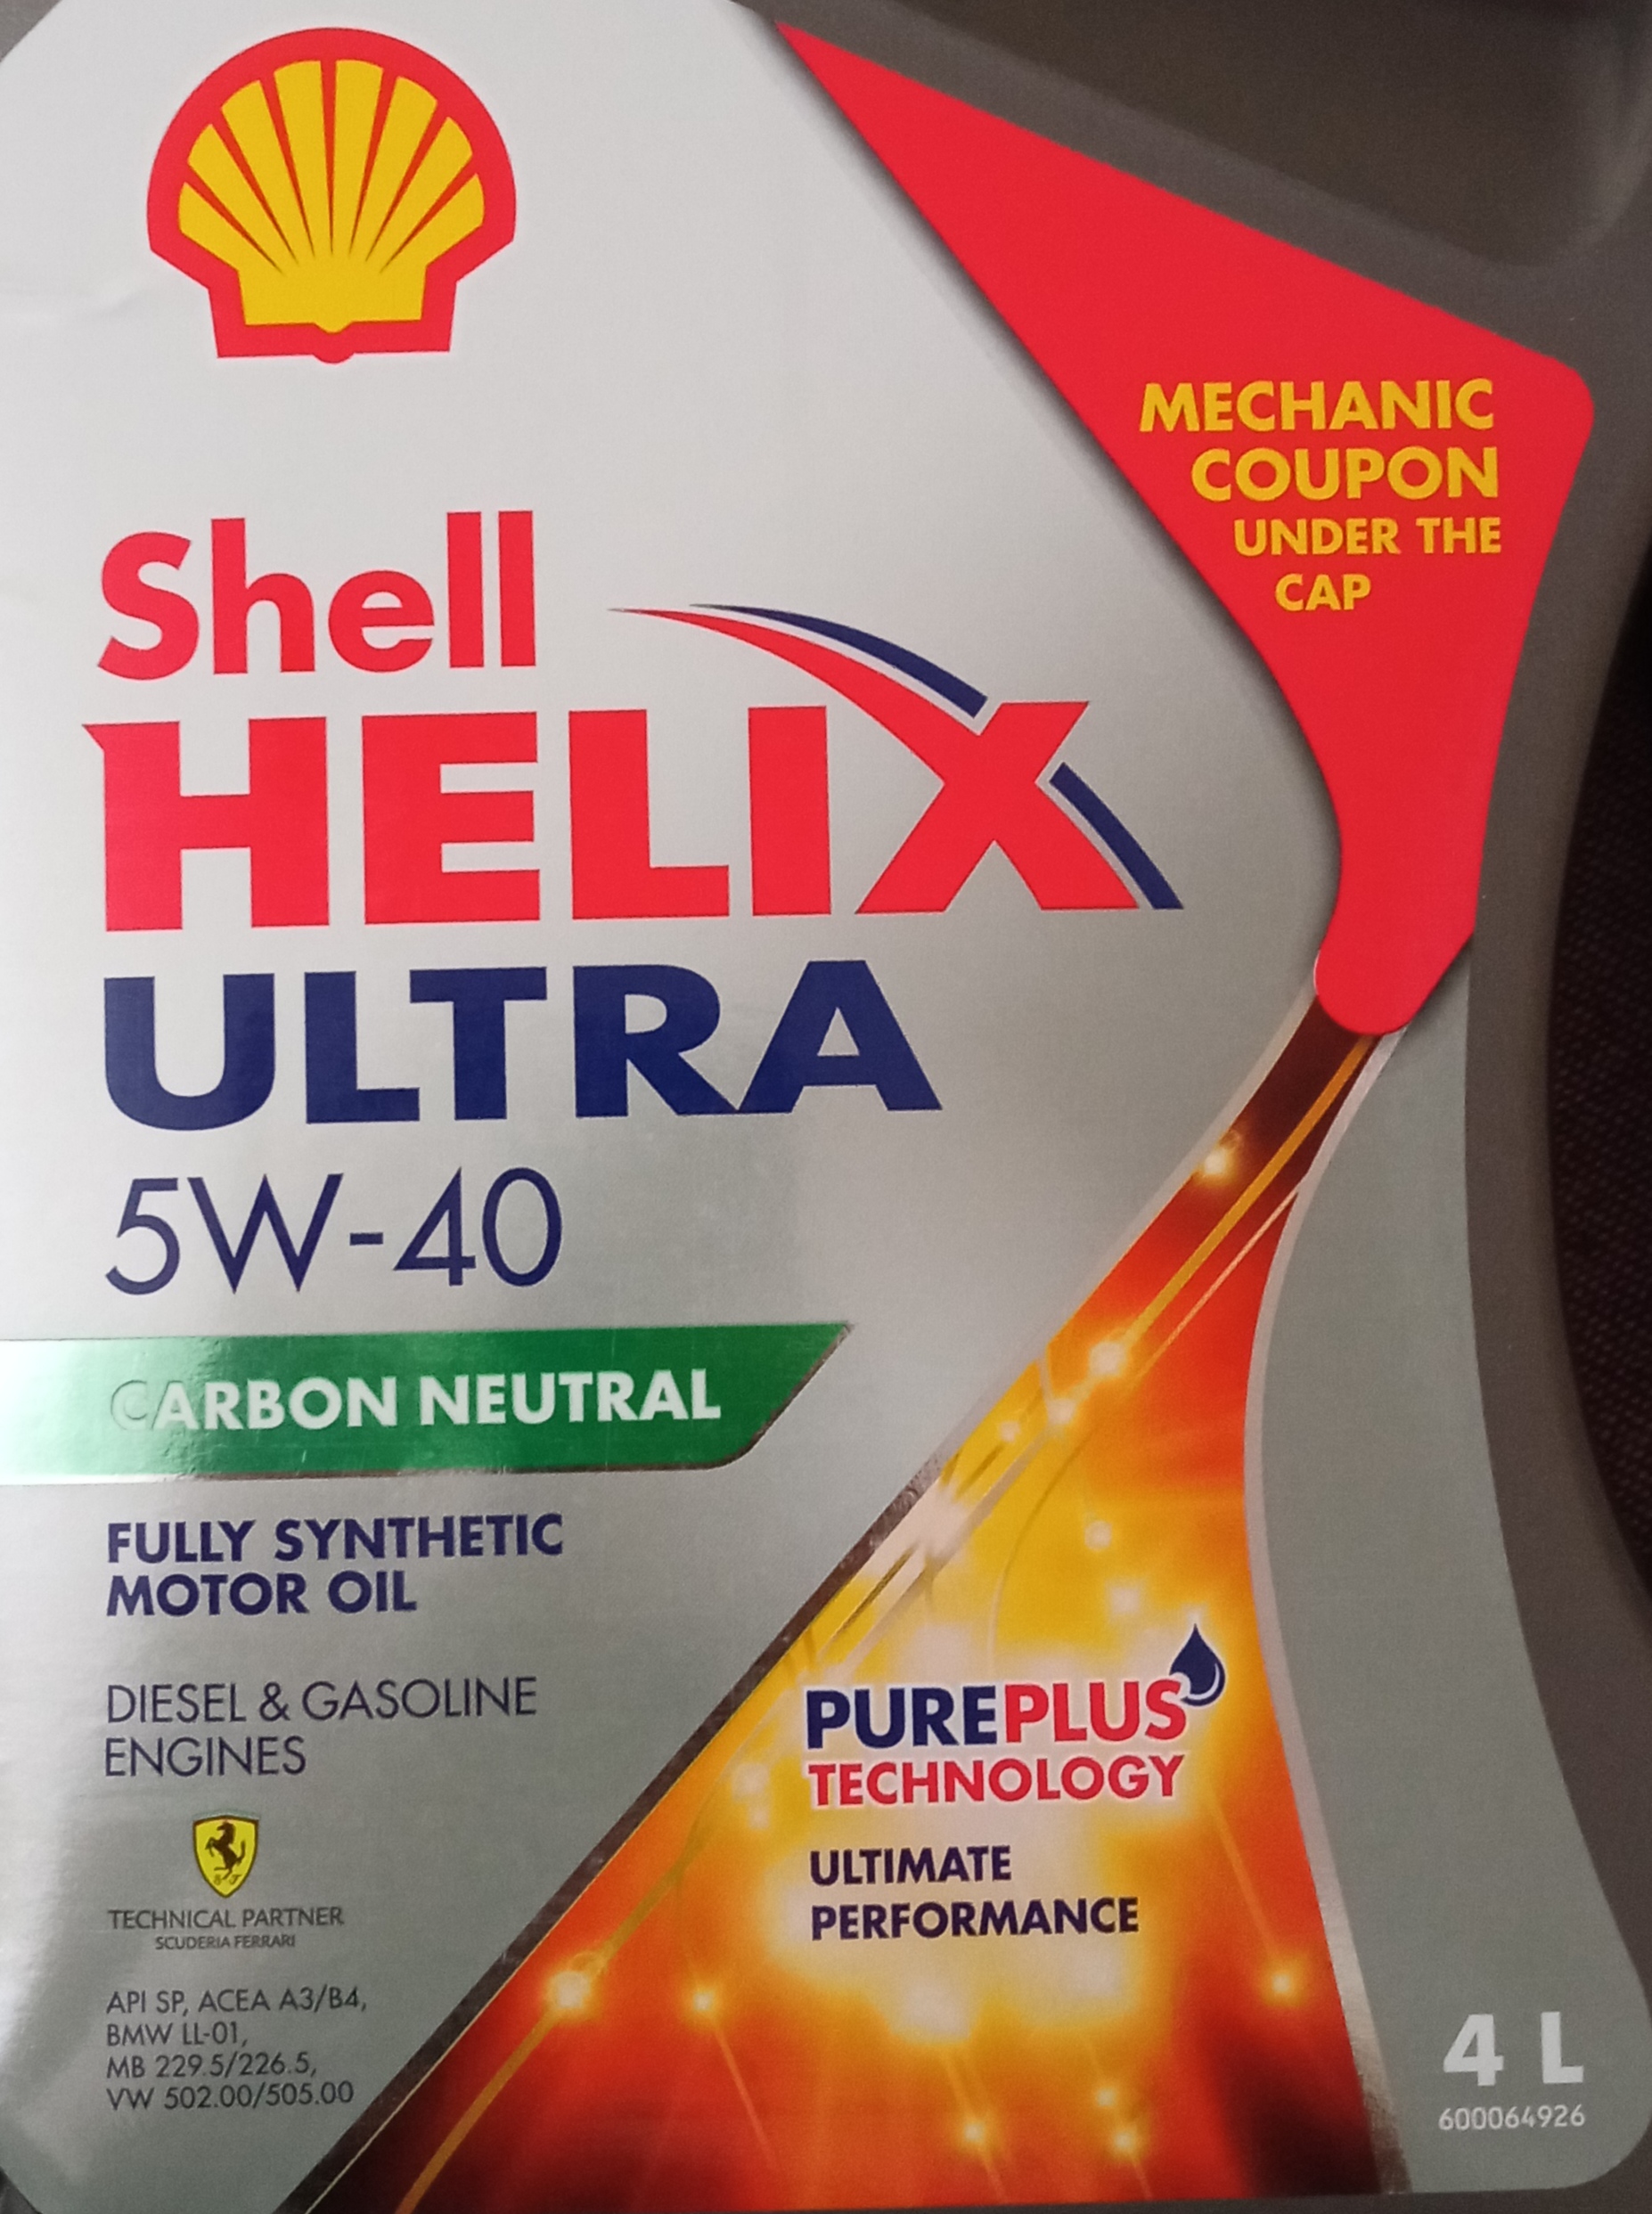 MECHANIC
COUPON
UNDER THE
CAP
Shell
HELIX
ULTRA
5W-40
CARBON NEUTRAL
FULLY SYNTHETIC
MOTOR OIL
DIESEL & GASOLINE
ENGINES
TECHNICAL PARTNER
SCUDERIA FERRARI
API SP, ACEA A3/B4,
BMW LL-01,
MB 229.5/226.5,
VW 502.00/505.00
PUREPLUS
TECHNOLOGY
ULTIMATE
PERFORMANCE
4 L
600064926